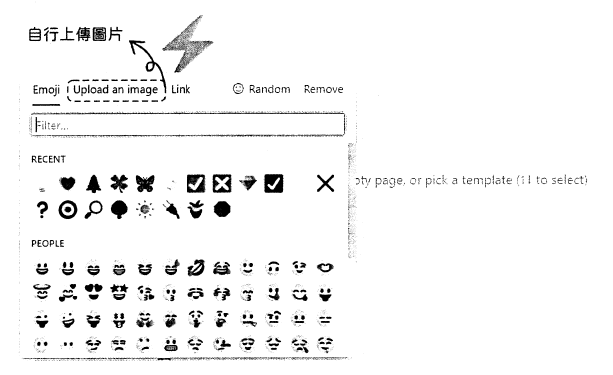 自行上傳圖片
Emoji Upload an image Link Random Remove
Filter...
RECENT
pty page, or pick a template (↑↓ to select)
PEOPLE